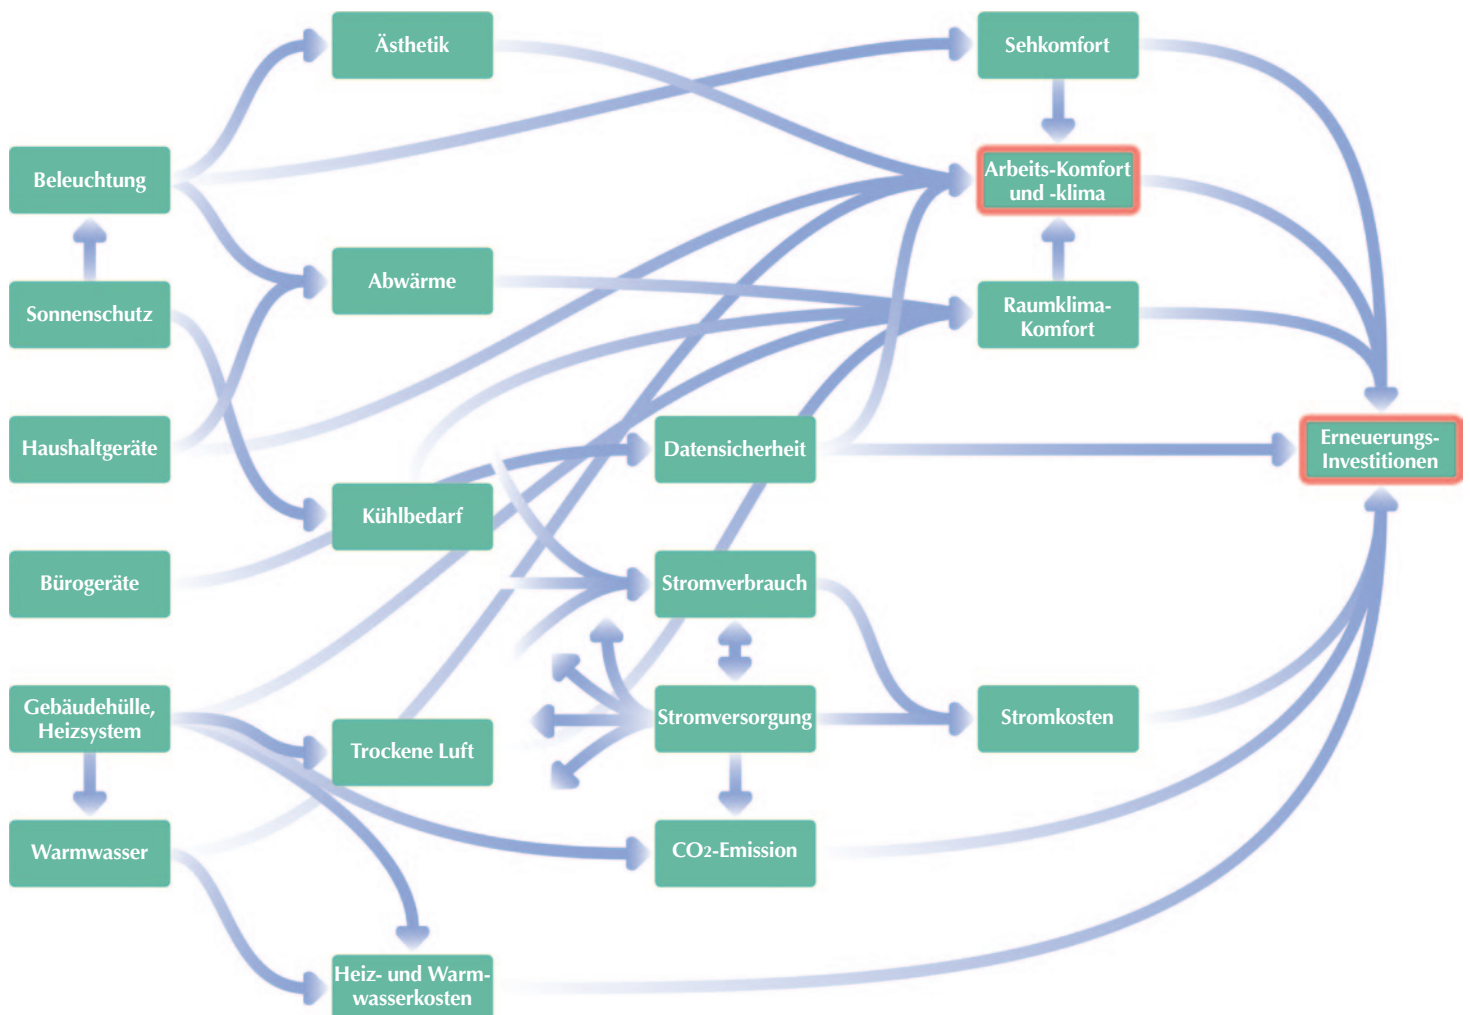 Ästhetik
Sehkomfort
Beleuchtung
Arbeits-Komfort
und -klima
Abwärme
Sonnenschutz
Raumklima-
Komfort
Haushaltgeräte
Datensicherheit
Erneuerungs-
Investitionen
Kühlbedarf
Bürogeräte
Stromverbrauch
Gebäudehülle,
Heizsystem
Trockene Luft
Stromversorgung
Stromkosten
Warmwasser
CO2-Emission
Heiz- und Warm-
wasserkosten